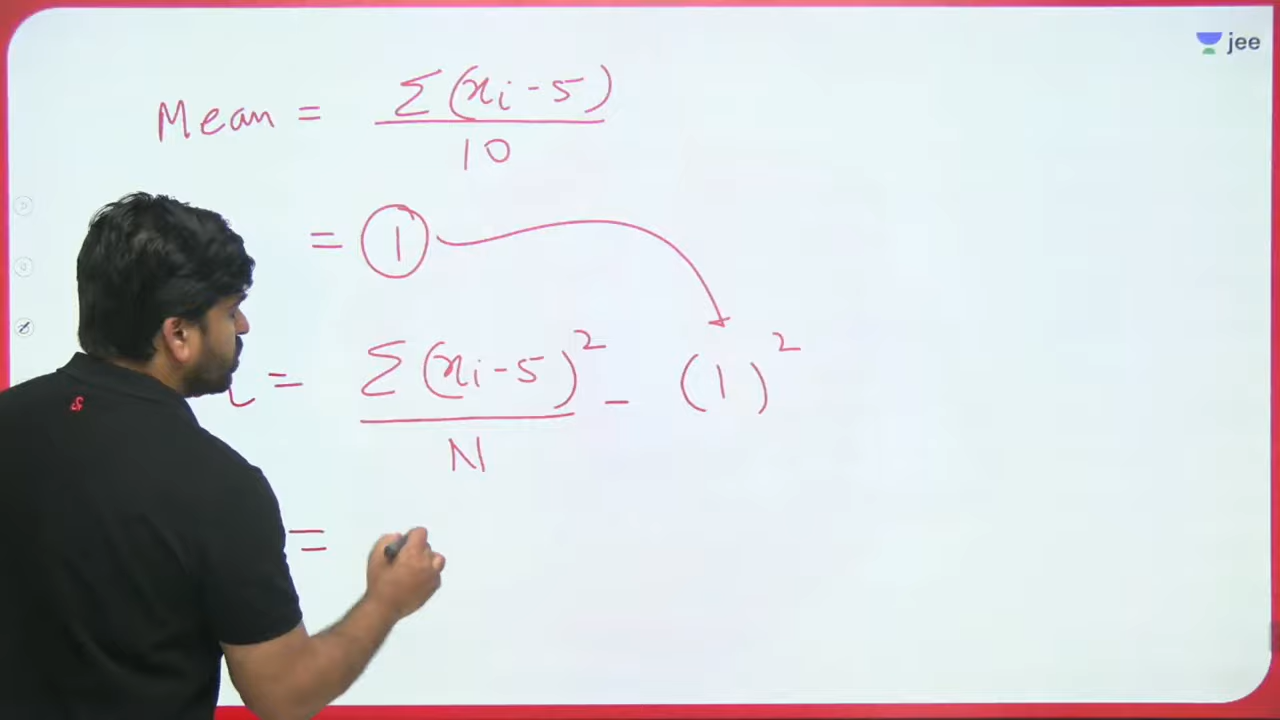 jee
Mean = Σ(xi - 5) / 10
= 1
= Σ(xi - 5)² / N - (1)²
=